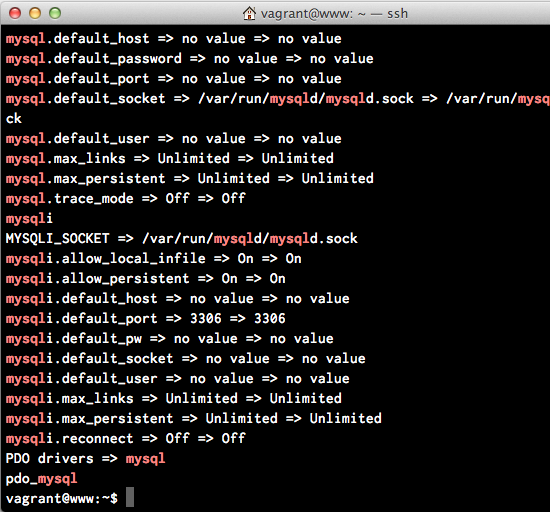 vagrant@www: ~ — ssh
mysql.default_host => no value => no value
mysql.default_password => no value => no value
mysql.default_port => no value => no value
mysql.default_socket => /var/run/mysqld/mysqld.sock => /var/run/mysq
ck
mysql.default_user => no value => no value
mysql.max_links => Unlimited => Unlimited
mysql.max_persistent => Unlimited => Unlimited
mysql.trace_mode => Off => Off
mysqli
MYSQLI_SOCKET => /var/run/mysqld/mysqld.sock
mysqli.allow_local_infile => On => On
mysqli.allow_persistent => On => On
mysqli.default_host => no value => no value
mysqli.default_port => 3306 => 3306
mysqli.default_pw => no value => no value
mysqli.default_socket => no value => no value
mysqli.default_user => no value => no value
mysqli.max_links => Unlimited => Unlimited
mysqli.max_persistent => Unlimited => Unlimited
mysqli.reconnect => Off => Off
PDO drivers => mysql
pdo_mysql
vagrant@www:~$